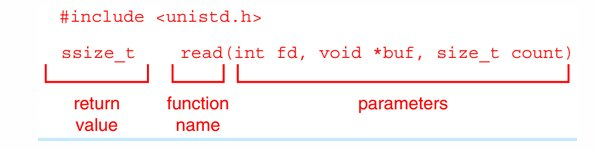 #include <unistd.h>
ssize_t read(int fd, void *buf, size_t count)
return function parameters
value name